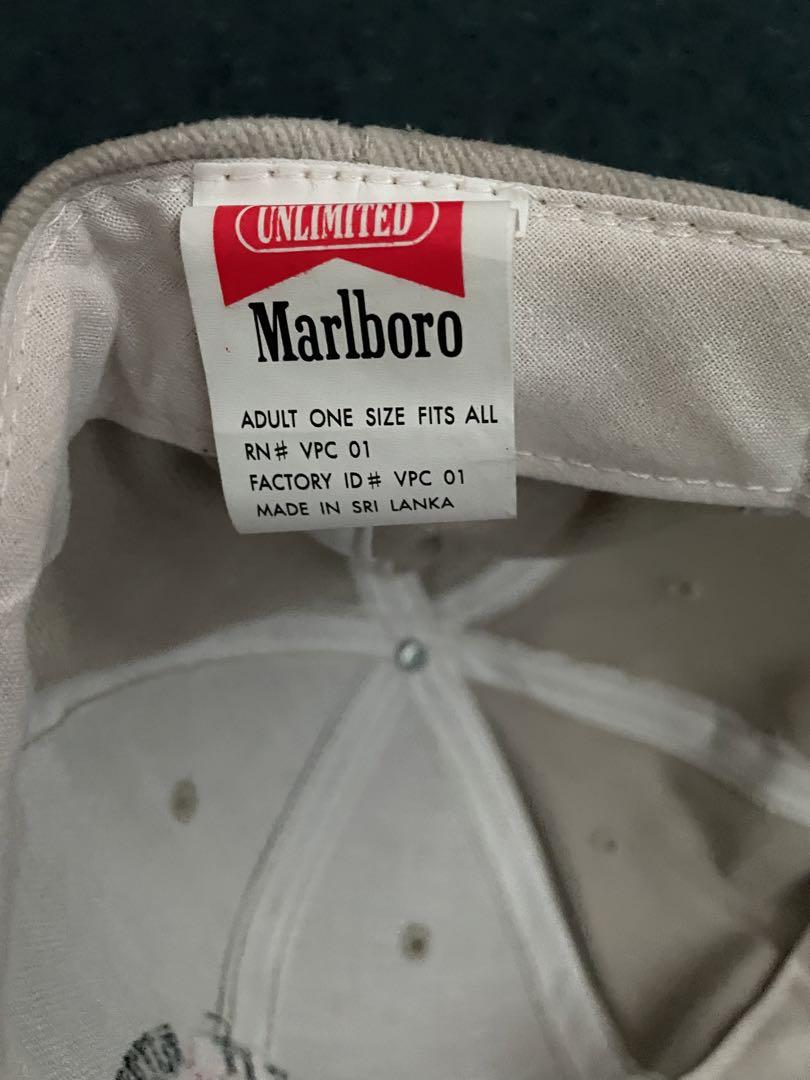 UNLIMITED
Marlboro
ADULT ONE SIZE FITS ALL
RN# VPC 01
FACTORY ID# VPC 01
MADE IN SRI LANKA